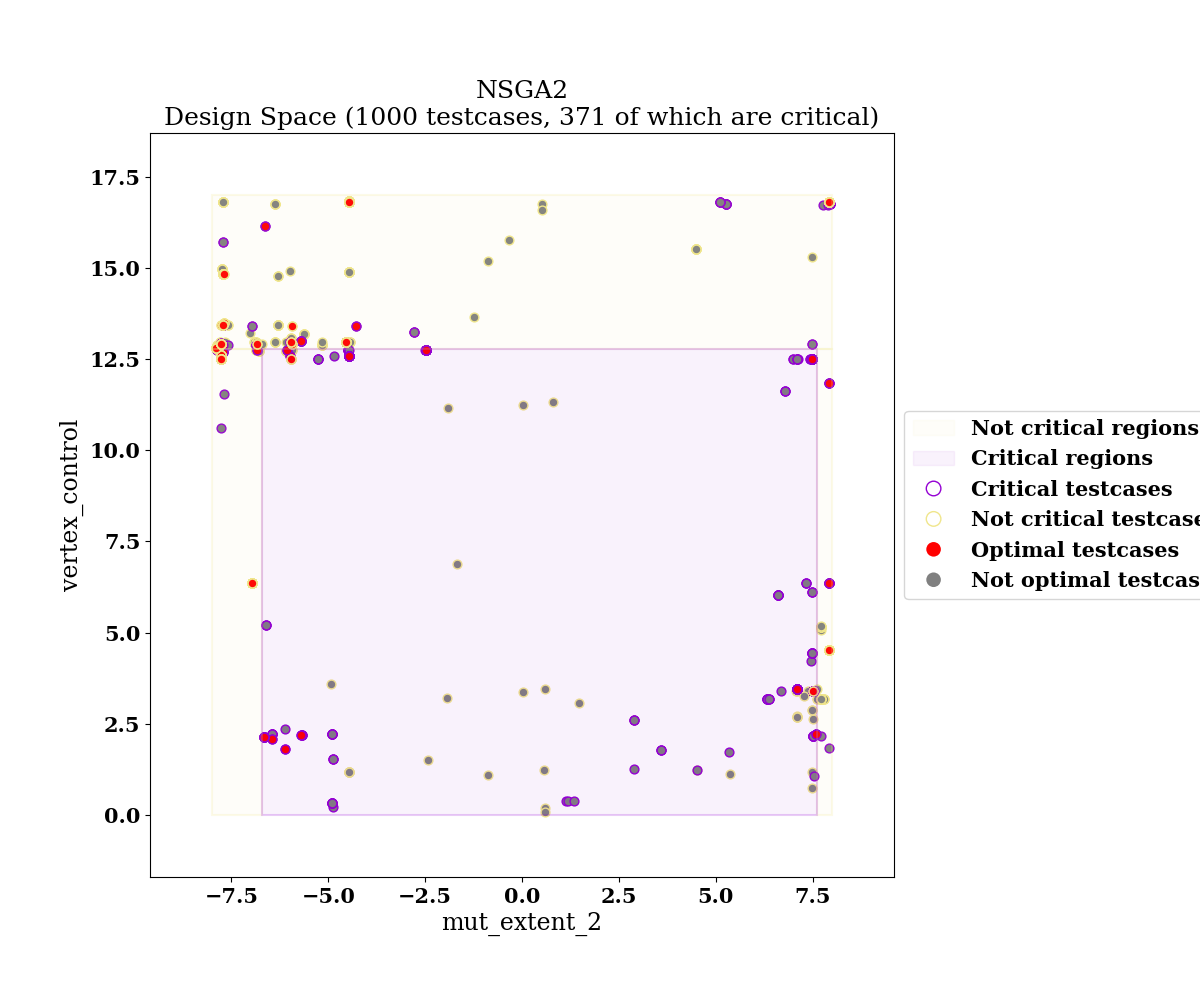 NSGA2
Design Space (1000 testcases, 371 of which are critical)
17.5
15.0
12.5
10.0
7.5
5.0
2.5
0.0
vertex_control
−7.5
−5.0
−2.5
0.0
2.5
5.0
7.5
mut_extent_2
Not critical regions
Critical regions
Critical testcases
Not critical testcase
Optimal testcases
Not optimal testcas